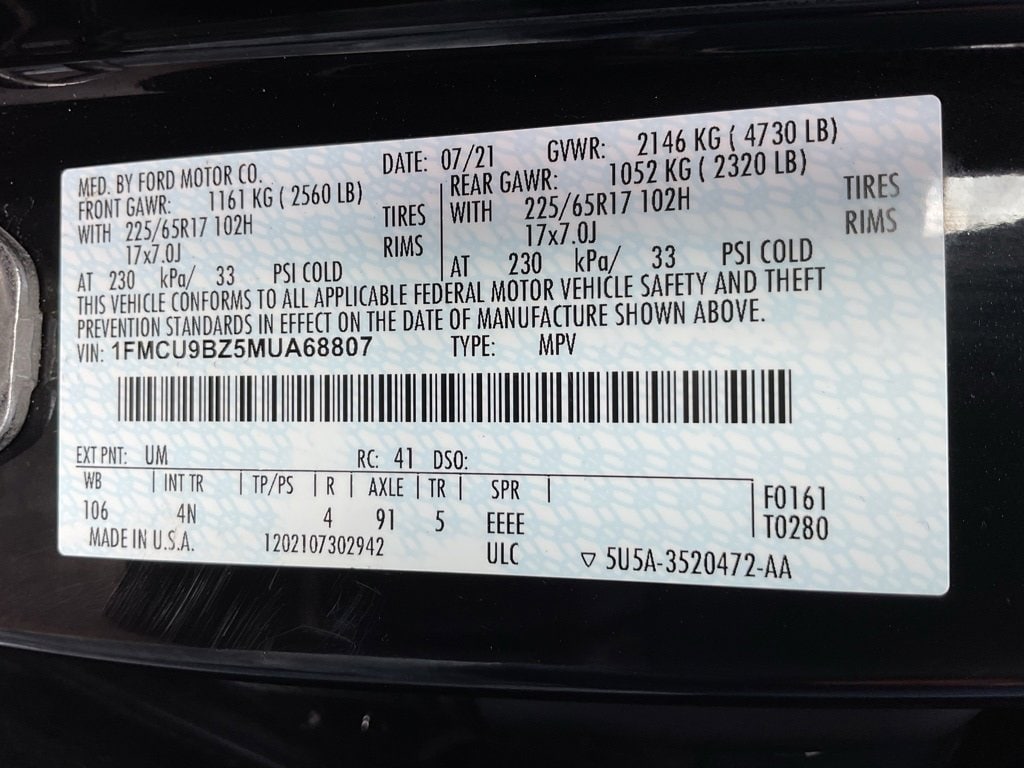 MFD. BY FORD MOTOR CO. DATE: 07/21 GVWR: 2146 KG ( 4730 LB)
FRONT GAWR: 1161 KG ( 2560 LB) REAR GAWR: 1052 KG ( 2320 LB)
WITH 225/65R17 102H TIRES WITH 225/65R17 102H TIRES
17x7.0J RIMS 17x7.0J RIMS
AT 230 kPa/ 33 PSI COLD AT 230 kPa/ 33 PSI COLD
THIS VEHICLE CONFORMS TO ALL APPLICABLE FEDERAL MOTOR VEHICLE SAFETY AND THEFT
PREVENTION STANDARDS IN EFFECT ON THE DATE OF MANUFACTURE SHOWN ABOVE.
VIN: 1FMCU9BZ5MUA68807 TYPE: MPV
EXT PNT: UM RC: 41 DSO:
WB | INT TR | TP/PS | R | AXLE | TR | SPR | F0161
106 4N 4 91 5 EEEE T0280
MADE IN U.S.A. 1202107302942 ULC ▽ 5U5A-3520472-AA